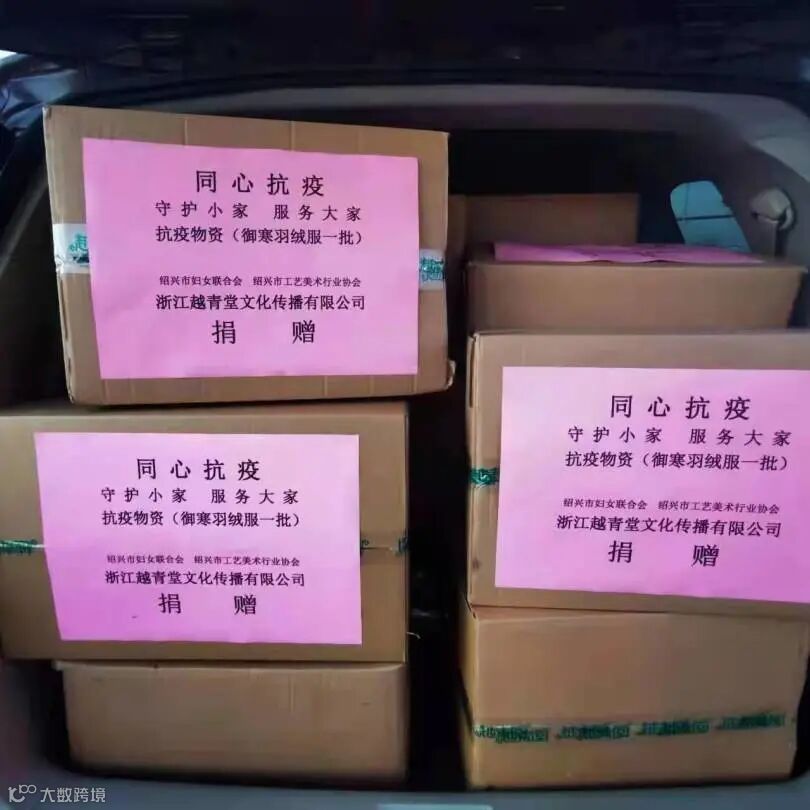 同心抗疫
守护小家 服务大家
抗疫物资（御寒羽绒服一批）
绍兴市妇女联合会 绍兴市工艺美术行业协会
浙江越青堂文化传播有限公司
捐 赠
同心抗疫
守护小家 服务大家
抗疫物资（御寒羽绒服一批）
绍兴市妇女联合会 绍兴市工艺美术行业协会
浙江越青堂文化传播有限公司
捐 赠
同心抗疫
守护小家 服务大家
抗疫物资（御寒羽绒服一批）
绍兴市妇女联合会 绍兴市工艺美术行业协会
浙江越青堂文化传播有限公司
捐 赠
大数跨境